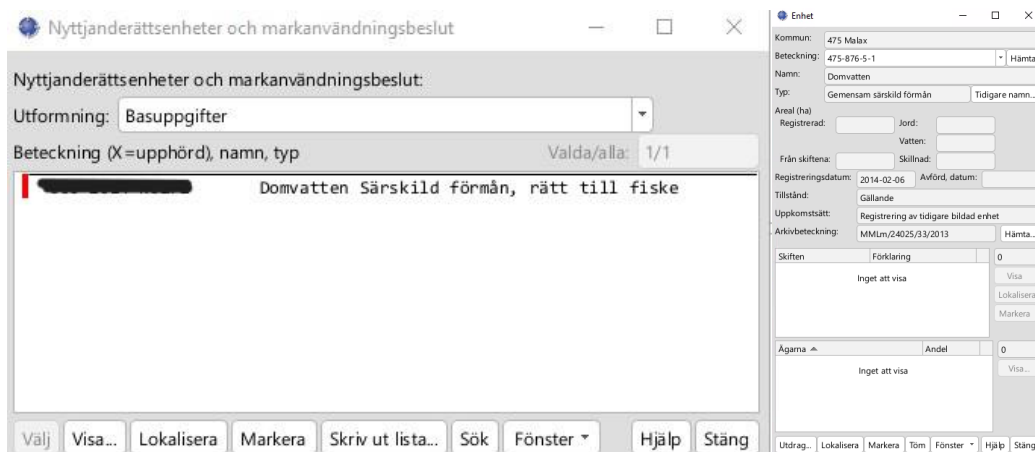 Nyttjanderättsenheter och markanvändningsbeslut
Nyttjanderättsenheter och markanvändningsbeslut:
Utformning: Basuppgifter
Beteckning (X=upphörd), namn, typ Valda/alla: 1/1
Domvatten Särskild förmån, rätt till fiske
Välj Visa... Lokalisera Markera Skriv ut lista... Sök Fönster Hjälp Stäng
Enhet
Kommun: 475 Malax
Beteckning: 475-876-5-1 Hämta
Namn: Domvatten
Typ: Gemensam särskild förmån Tidigare namn...
Areal (ha)
Registrerad: Jord:
Vatten:
Från skiftena: Skillnad:
Registreringsdatum: 2014-02-06 Avförd, datum:
Tillstånd: Gällande
Uppkomstsätt: Registrering av tidigare bildad enhet
Arkivbeteckning: MMLm/24025/33/2013 Hämta...
Skiften Förklaring 0
Inget att visa Visa
Lokalisera
Markera
Ägarna Andel 0
Inget att visa Visa...
Utdrag... Lokalisera Markera Töm Fönster Hjälp Stäng